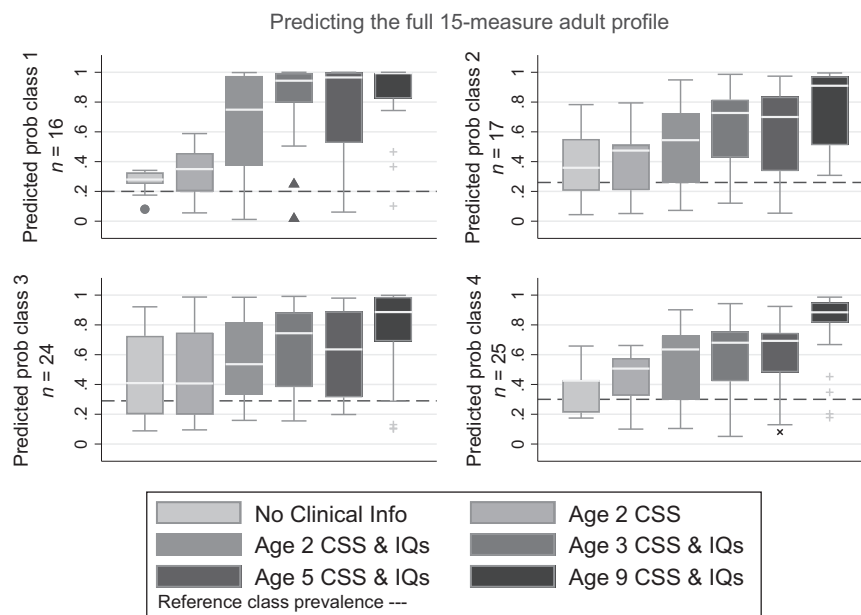 Predicting the full 15-measure adult profile
Predicted prob class 1
n = 16
1
.8
.6
.4
.2
0
Predicted prob class 2
n = 17
1
.8
.6
.4
.2
0
Predicted prob class 3
n = 24
1
.8
.6
.4
.2
0
Predicted prob class 4
n = 25
1
.8
.6
.4
.2
0
No Clinical Info
Age 2 CSS
Age 2 CSS & IQs
Age 3 CSS & IQs
Age 5 CSS & IQs
Age 9 CSS & IQs
Reference class prevalence ---